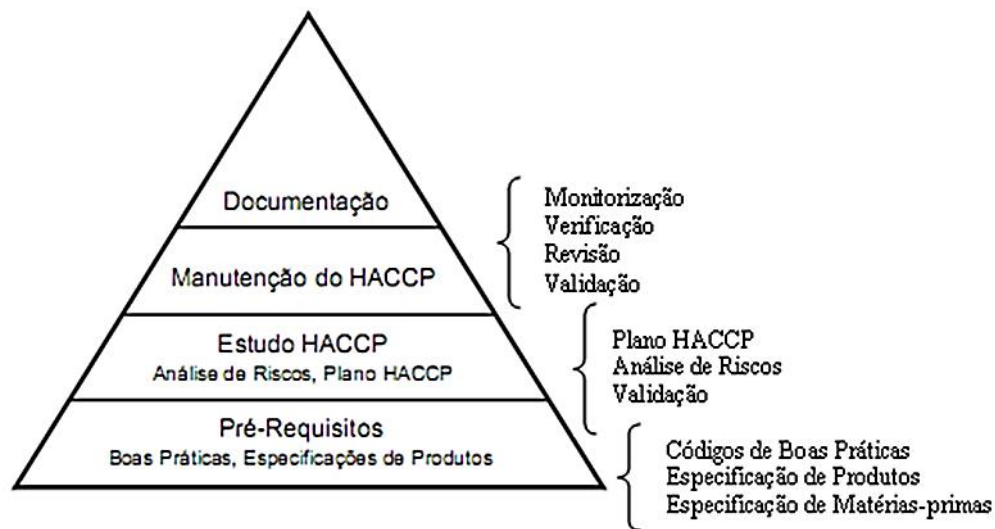 Documentação
Manutenção do HACCP
Estudo HACCP
Análise de Riscos, Plano HACCP
Pré-Requisitos
Boas Práticas, Especificações de Produtos
Monitorização
Verificação
Revisão
Validação
Plano HACCP
Análise de Riscos
Validação
Códigos de Boas Práticas
Especificação de Produtos
Especificação de Matérias-primas